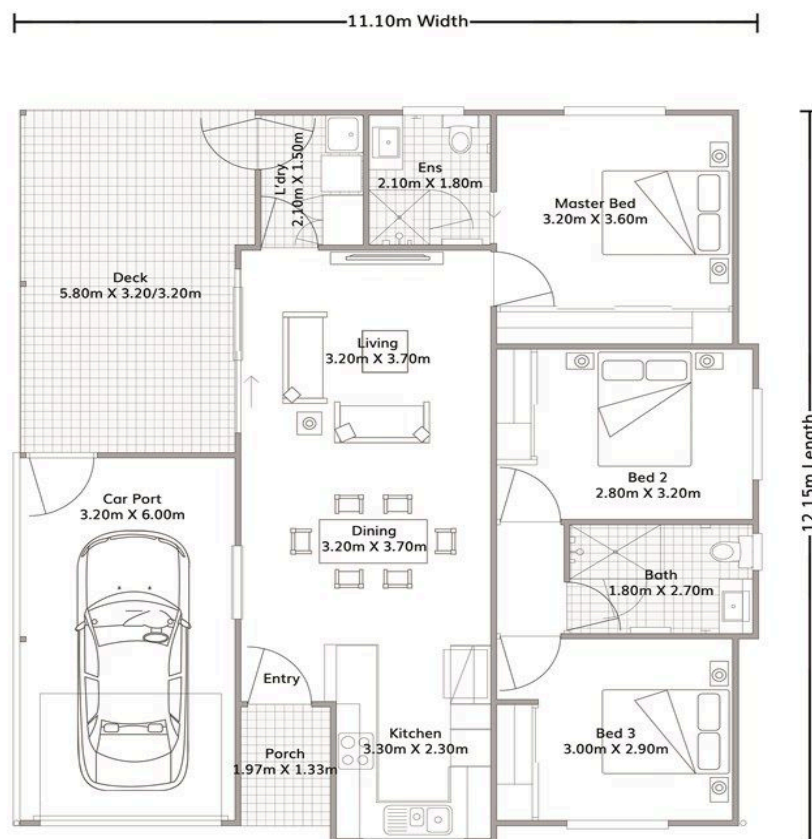 11.10m Width
L'dry
2.10m X 1.50m
Ens
2.10m X 1.80m
Master Bed
3.20m X 3.60m
Deck
5.80m X 3.20/3.20m
Living
3.20m X 3.70m
12.15m Length
Bed 2
2.80m X 3.20m
Car Port
3.20m X 6.00m
Dining
3.20m X 3.70m
Bath
1.80m X 2.70m
Entry
Porch
1.97m X 1.33m
Kitchen
3.30m X 2.30m
Bed 3
3.00m X 2.90m